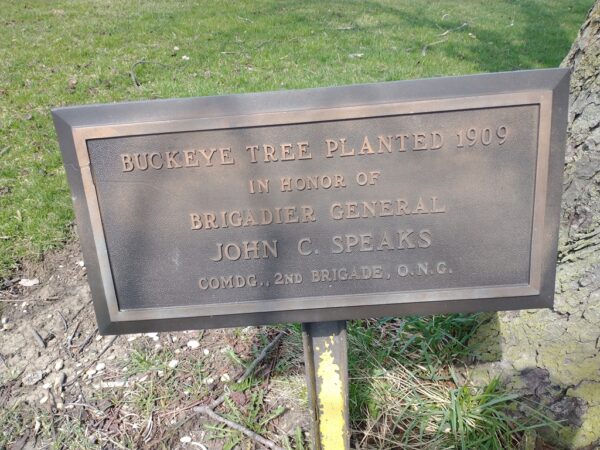 BUCKEYE TREE PLANTED 1909
IN HONOR OF
BRIGADIER GENERAL
JOHN C. SPEAKS
COMDG., 2ND BRIGADE, O.N.G.